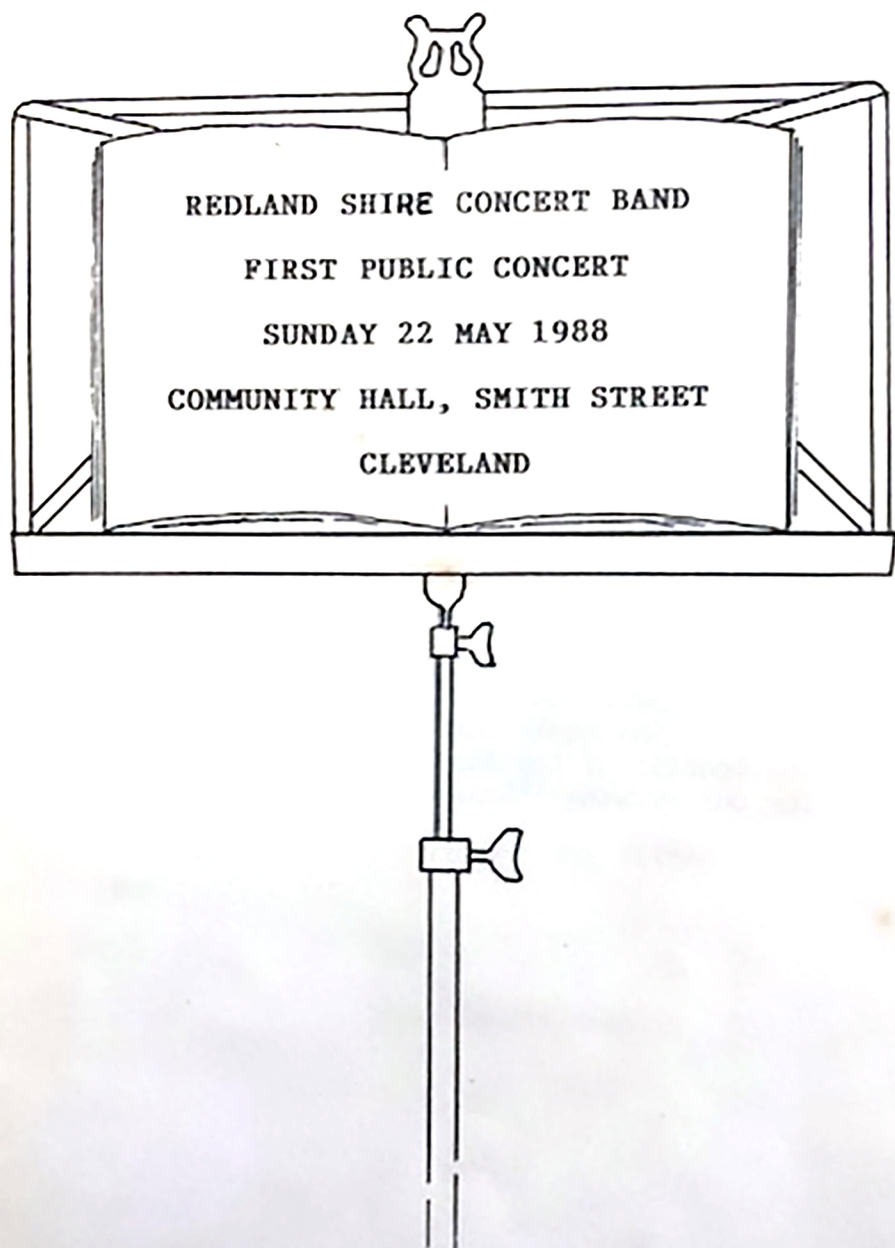 REDLAND SHIRE CONCERT BAND
FIRST PUBLIC CONCERT
SUNDAY 22 MAY 1988
COMMUNITY HALL, SMITH STREET
CLEVELAND